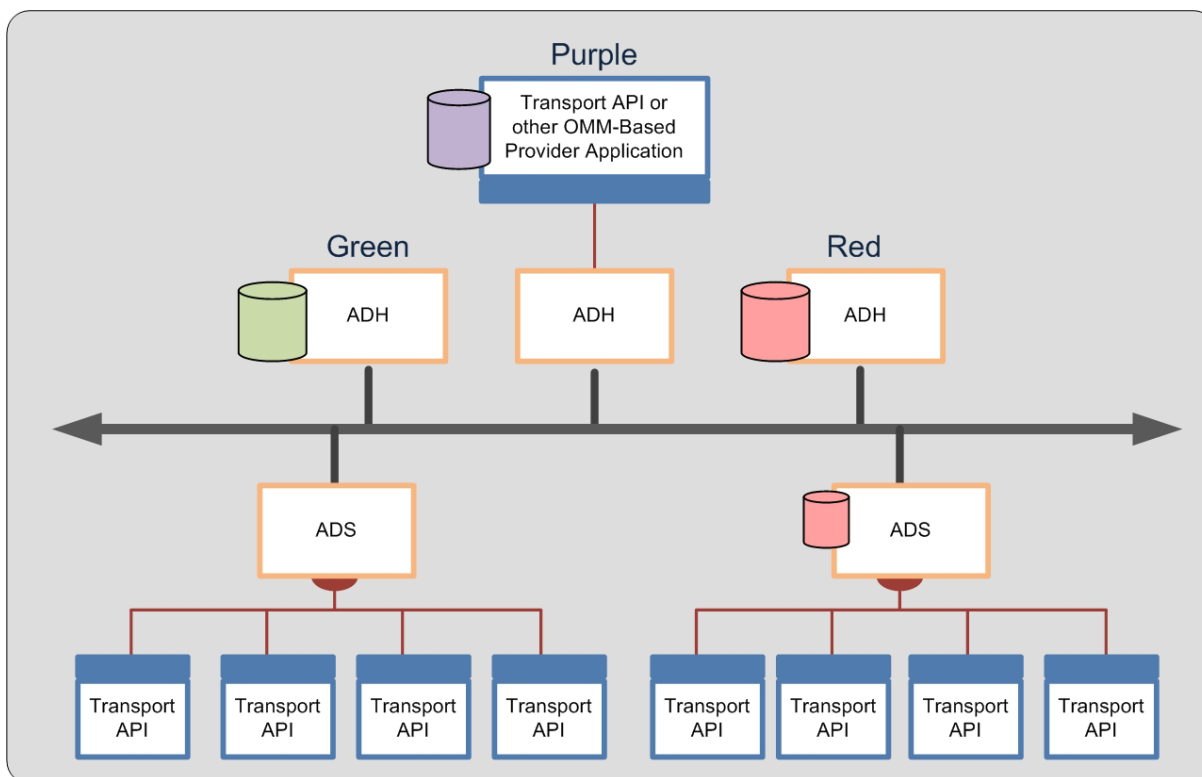 Purple
Transport API or
other OMM-Based
Provider Application
Green
Red
ADH
ADH
ADH
ADS
ADS
Transport
API
Transport
API
Transport
API
Transport
API
Transport
API
Transport
API
Transport
API
Transport
API